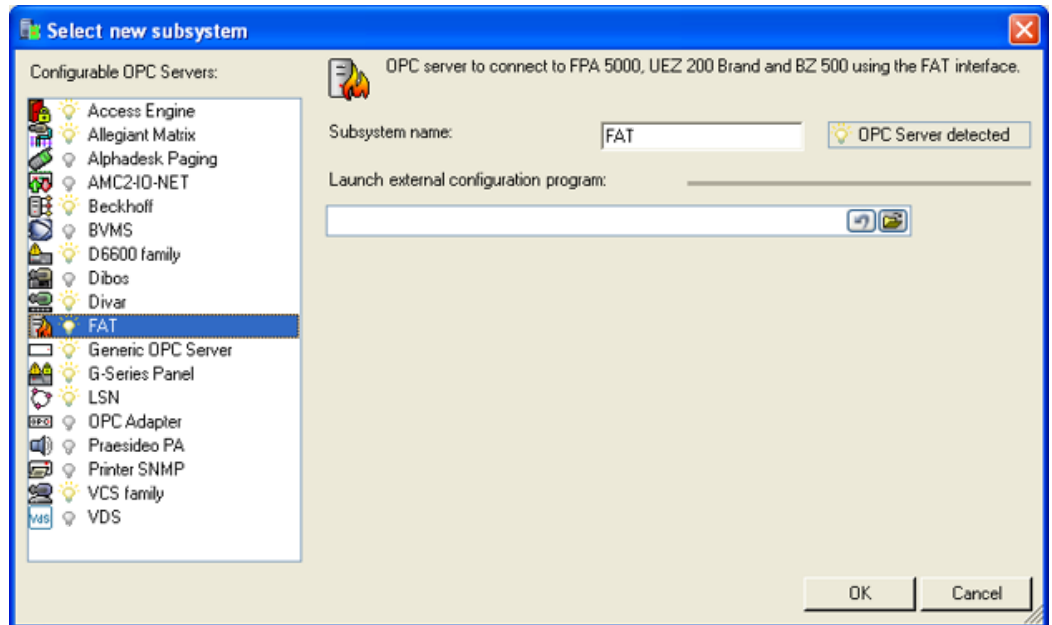 Select new subsystem
Configurable OPC Servers:
Access Engine
Allegiant Matrix
Alphadesk Paging
AMC2-IO-NET
Beckhoff
BVMS
D6600 family
Dibos
Divar
FAT
Generic OPC Server
G-Series Panel
LSN
OPC Adapter
Praesideo PA
Printer SNMP
VCS family
VDS
VdS
OPC server to connect to FPA 5000, UEZ 200 Brand and BZ 500 using the FAT interface.
Subsystem name:
FAT
OPC Server detected
Launch external configuration program:
OK
Cancel